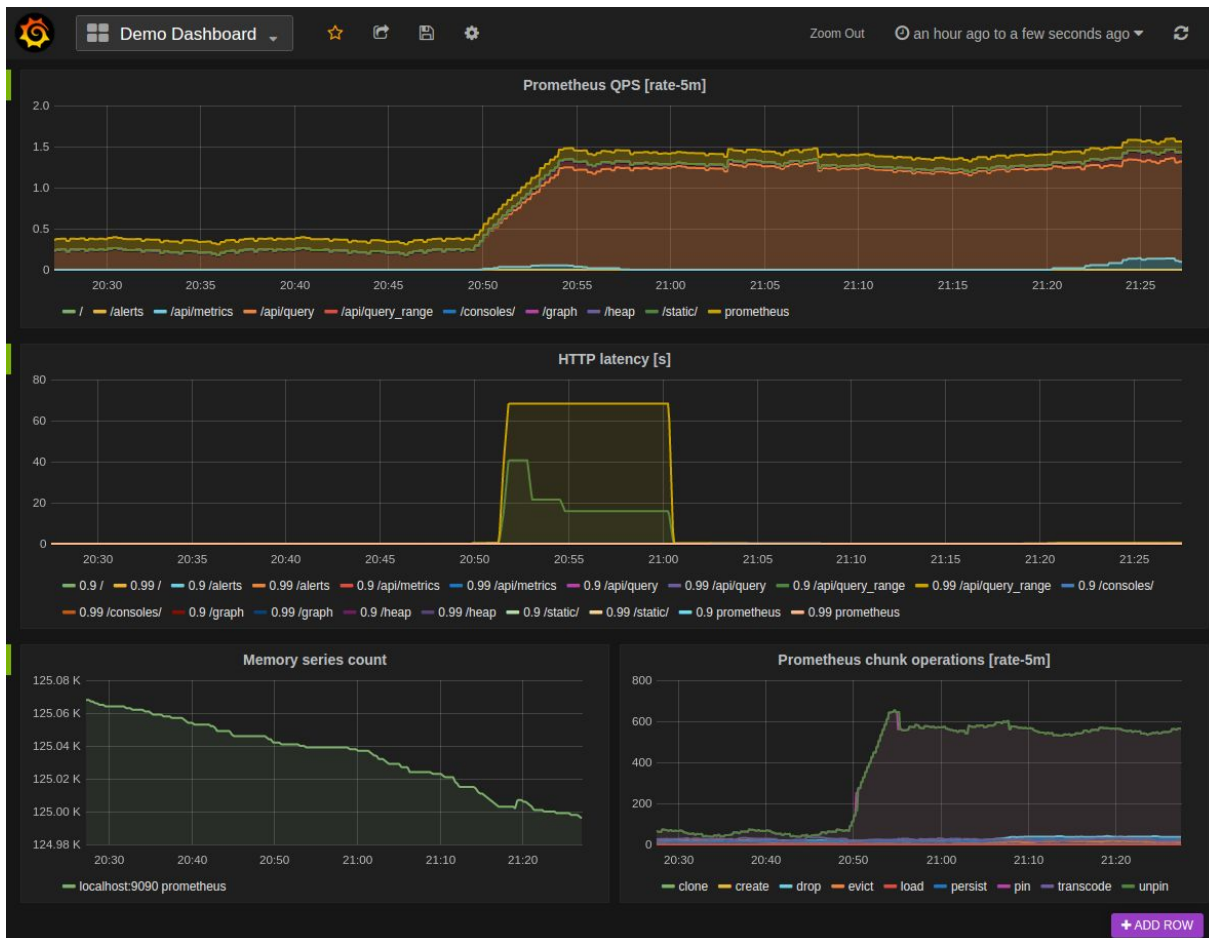 Demo Dashboard Zoom Out an hour ago to a few seconds ago
Prometheus QPS [rate-5m]
2.0
1.5
1.0
0.5
0
20:30 20:35 20:40 20:45 20:50 20:55 21:00 21:05 21:10 21:15 21:20 21:25
/ /alerts /api/metrics /api/query /api/query_range /consoles/ /graph /heap /static/ prometheus
HTTP latency [s]
80
60
40
20
0
20:30 20:35 20:40 20:45 20:50 20:55 21:00 21:05 21:10 21:15 21:20 21:25
0.9 / 0.99 / 0.9 /alerts 0.99 /alerts 0.9 /api/metrics 0.99 /api/metrics 0.9 /api/query 0.99 /api/query 0.9 /api/query_range 0.99 /api/query_range 0.9 /consoles/
0.99 /consoles/ 0.9 /graph 0.99 /graph 0.9 /heap 0.99 /heap 0.9 /static/ 0.99 /static/ 0.9 prometheus 0.99 prometheus
Memory series count
125.08 K
125.06 K
125.04 K
125.02 K
125.00 K
124.98 K
20:30 20:40 20:50 21:00 21:10 21:20
localhost:9090 prometheus
Prometheus chunk operations [rate-5m]
800
600
400
200
0
20:30 20:40 20:50 21:00 21:10 21:20
clone create drop evict load persist pin transcode unpin
+ ADD ROW